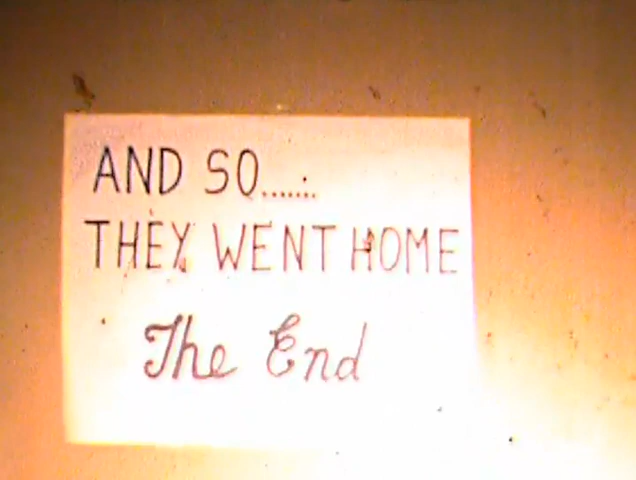 AND SO.......
THEY WENT HOME
The End